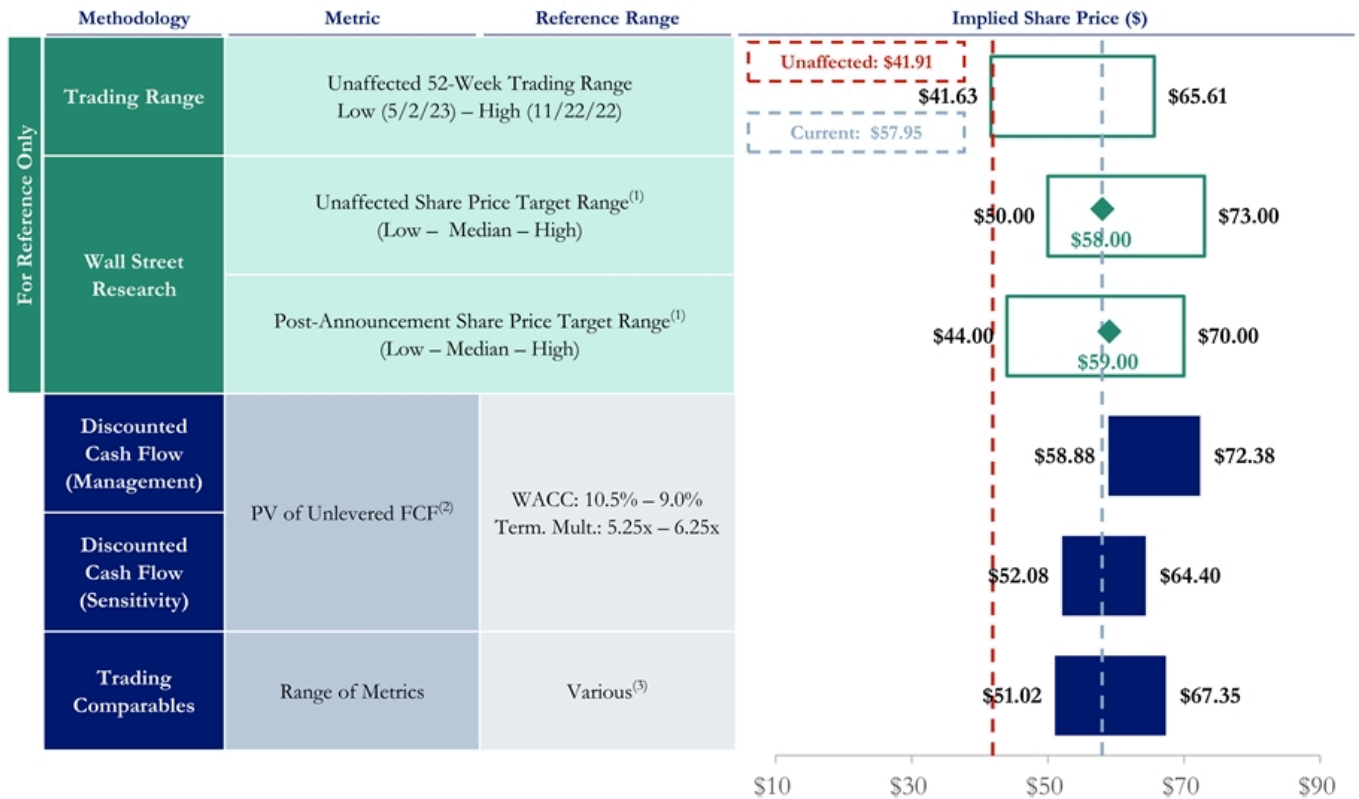 Methodology
Metric
Reference Range
Implied Share Price ($)
For Reference Only
Trading Range
Unaffected 52-Week Trading Range
Low (5/2/23) – High (11/22/22)
Unaffected: $41.91
Current:  $57.95
$41.63
$65.61
Wall Street
Research
Unaffected Share Price Target Range(1)
(Low –  Median – High)
$50.00
$58.00
$73.00
Post-Announcement Share Price Target Range(1)
(Low – Median – High)
$44.00
$59.00
$70.00
Discounted
Cash Flow
(Management)
PV of Unlevered FCF(2)
WACC: 10.5% – 9.0%
Term. Mult.: 5.25x – 6.25x
$58.88
$72.38
Discounted
Cash Flow
(Sensitivity)
$52.08
$64.40
Trading
Comparables
Range of Metrics
Various(3)
$51.02
$67.35
$10
$30
$50
$70
$90